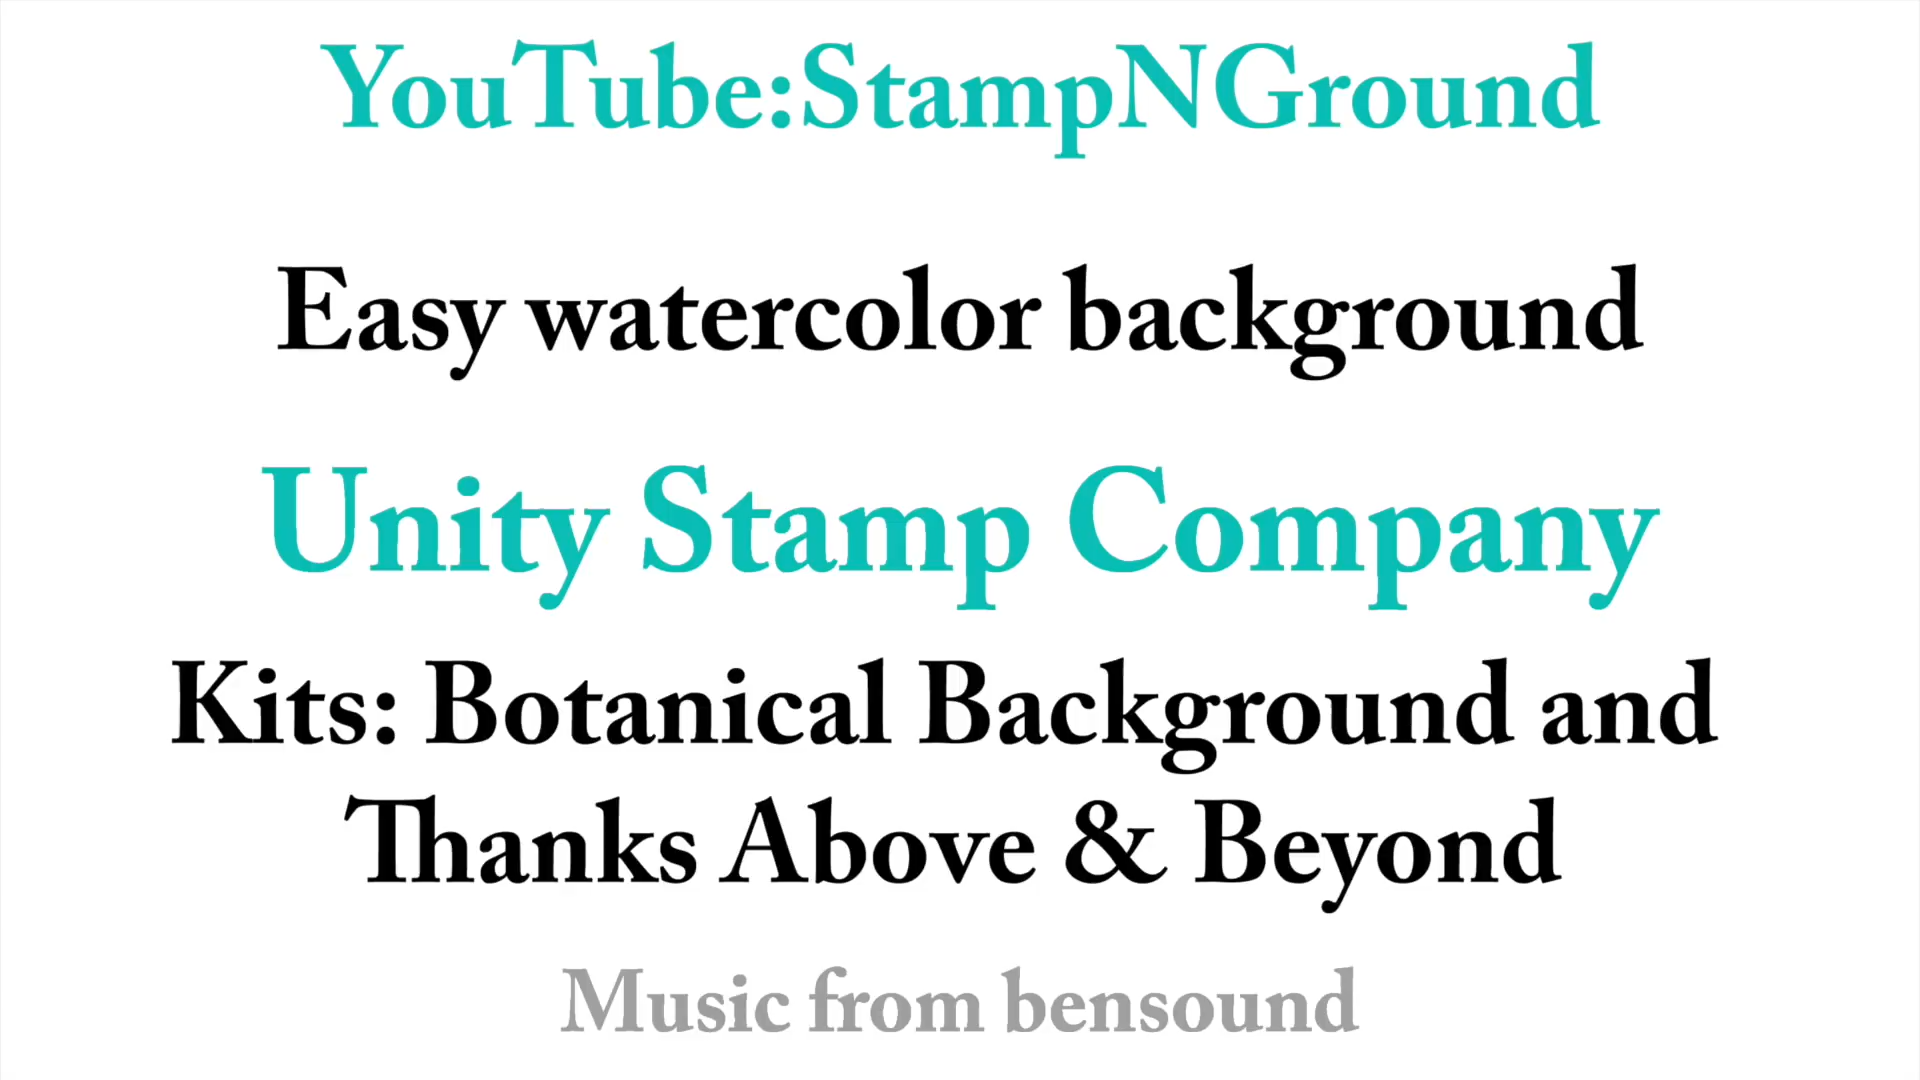 YouTube:StampNGround
Easy watercolor background
Unity Stamp Company
Kits: Botanical Background and
Thanks Above & Beyond
Music from bensound